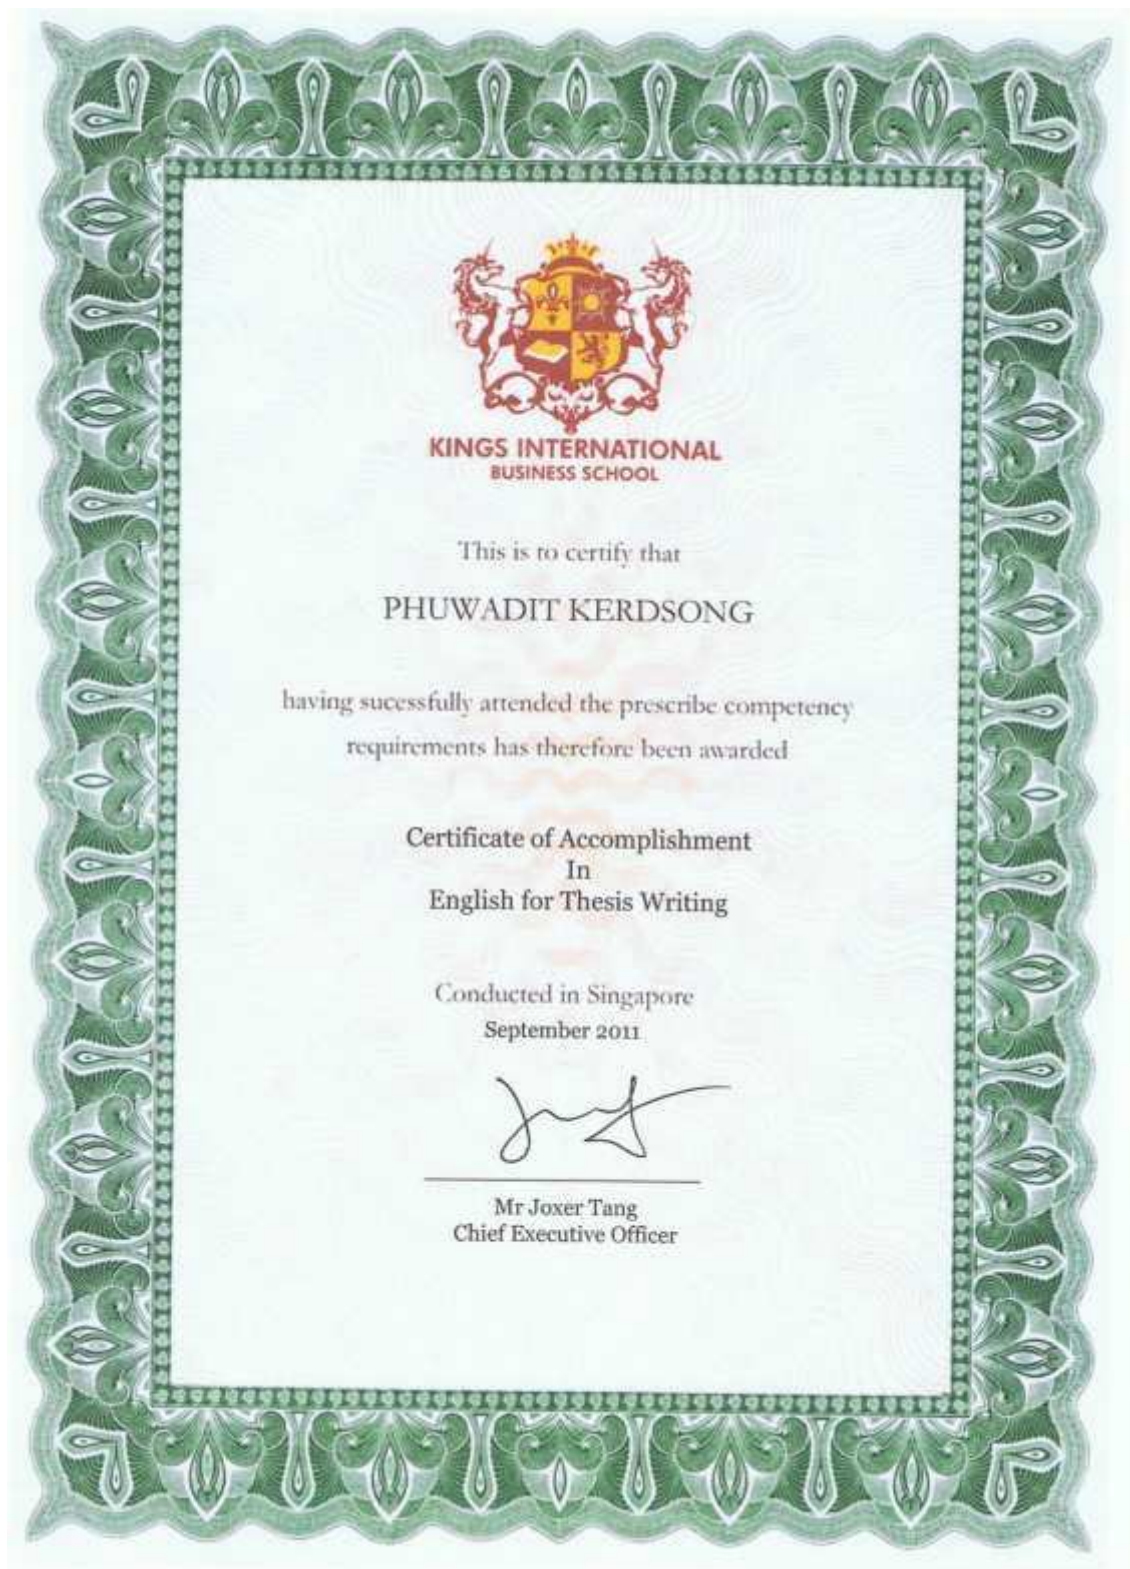 KINGS INTERNATIONAL
BUSINESS SCHOOL
This is to certify that
PHUWADIT KERDSONG
having sucessfully attended the prescribe competency
requirements has therefore been awarded
Certificate of Accomplishment
In
English for Thesis Writing
Conducted in Singapore
September 2011
Mr Joxer Tang
Chief Executive Officer